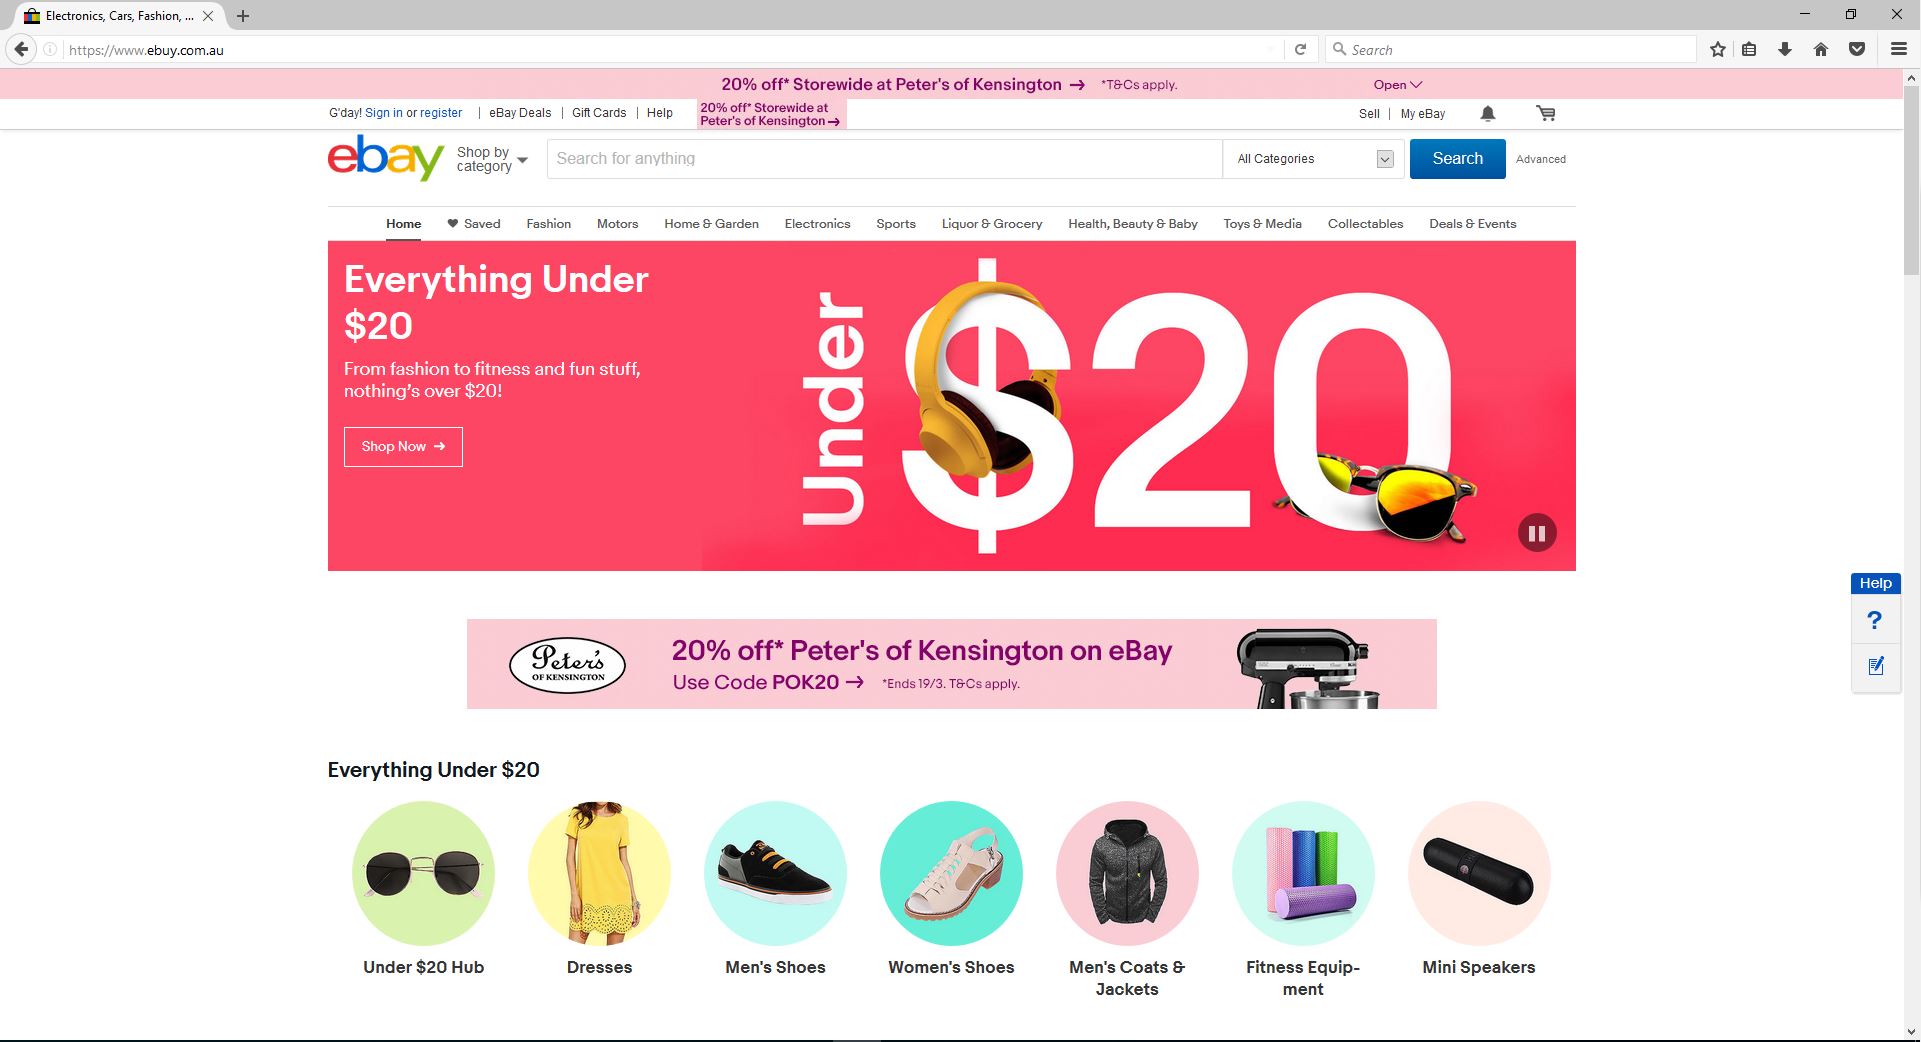 Electronics, Cars, Fashion, ...
https://www.ebuy.com.au
Search
20% off* Storewide at Peter's of Kensington → *T&Cs apply. Open
G'day! Sign in or register | eBay Deals | Gift Cards | Help
20% off* Storewide at
Peter's of Kensington →
Sell | My eBay
ebay
Shop by
category
Search for anything
All Categories
Search
Advanced
Home Saved Fashion Motors Home & Garden Electronics Sports Liquor & Grocery Health, Beauty & Baby Toys & Media Collectables Deals & Events
Everything Under
$20
From fashion to fitness and fun stuff,
nothing's over $20!
Shop Now →
Under
$20
Help
?
Peter's
OF KENSINGTON
20% off* Peter's of Kensington on eBay
Use Code POK20 → *Ends 19/3. T&Cs apply.
Everything Under $20
Under $20 Hub
Dresses
Men's Shoes
Women's Shoes
Men's Coats &
Jackets
Fitness Equip-
ment
Mini Speakers